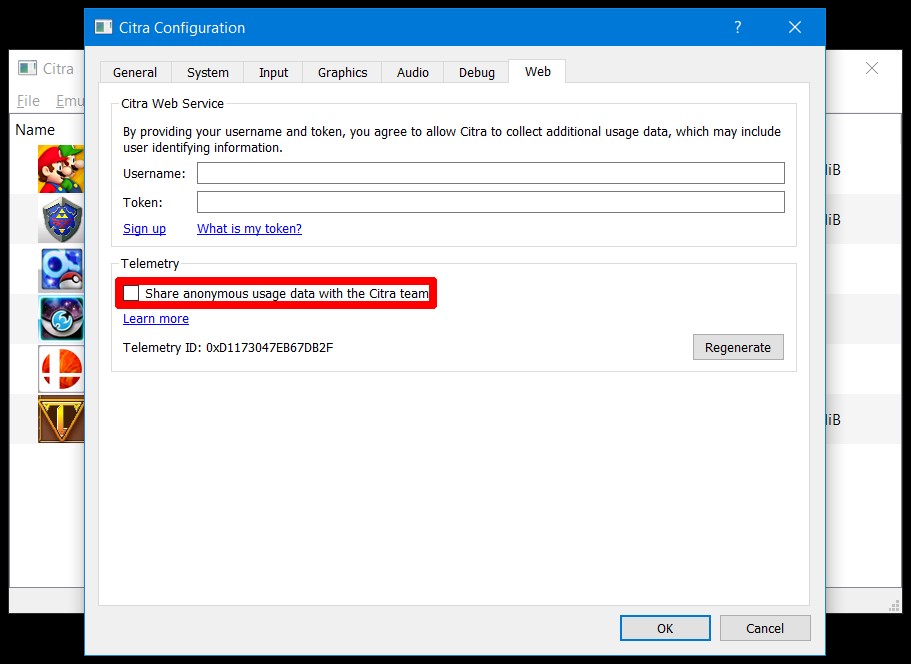 Citra Configuration
?
Citra
File Emu
Name
General System Input Graphics Audio Debug Web
Citra Web Service
By providing your username and token, you agree to allow Citra to collect additional usage data, which may include
user identifying information.
Username:
Token:
Sign up What is my token?
Telemetry
Share anonymous usage data with the Citra team
Learn more
Telemetry ID: 0xD1173047EB67DB2F
Regenerate
iB
iB
iB
OK Cancel